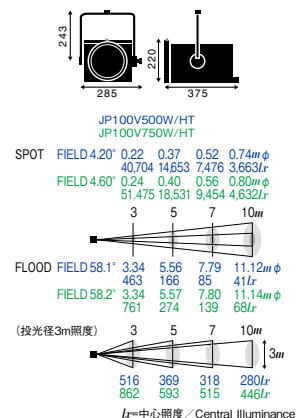 243
285
220
375
JP100V500W/HT
JP100V750W/HT
SPOT FIELD 4.20° 0.22 0.37 0.52 0.74mφ
40,704 14,653 7,476 3,663lx
FIELD 4.60° 0.24 0.40 0.56 0.80mφ
51.475 18,531 9,454 4,632lx
3 5 7 10m
FLOOD FIELD 58.1° 3.34 5.56 7.79 11.12mφ
463 166 85 41lx
FIELD 58.2° 3.34 5.57 7.80 11.14mφ
761 274 139 68lx
(投光径3m照度) 3 5 7 10m
3m
516 369 318 280lx
862 593 515 446lx
lx=中心照度／Central Illuminance